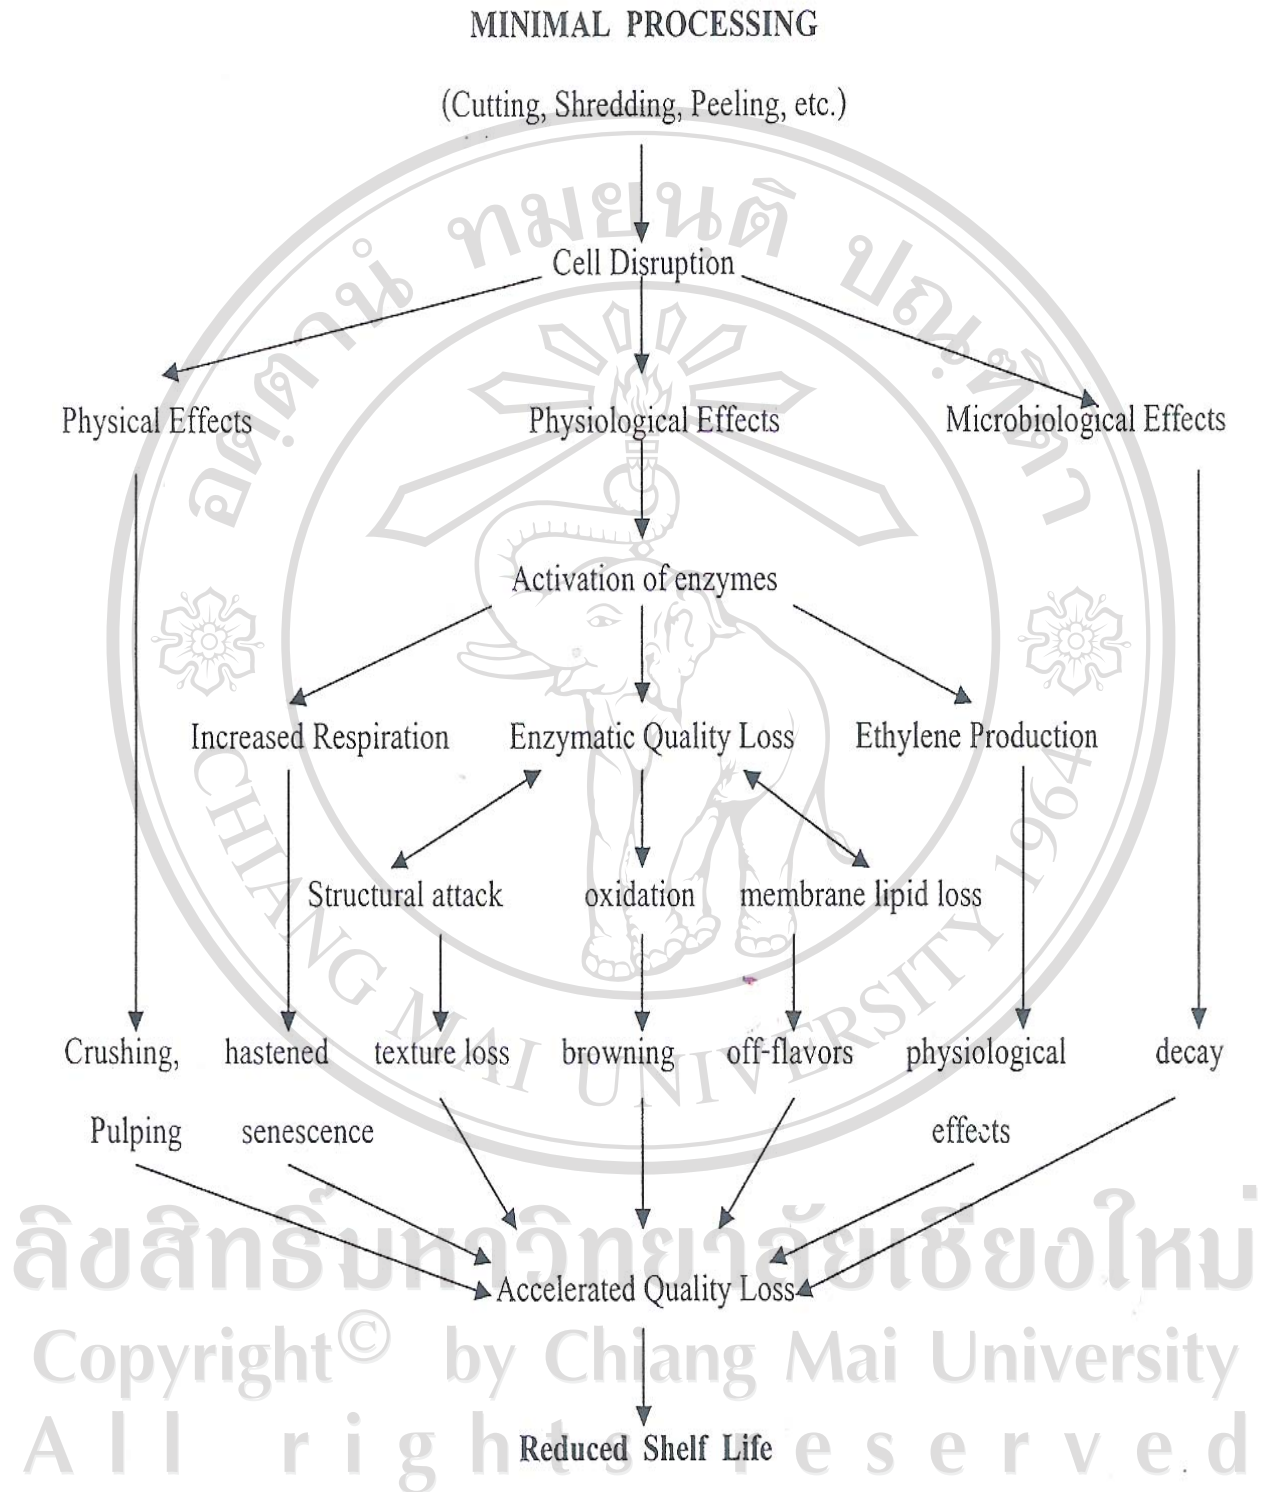 MINIMAL PROCESSING
(Cutting, Shredding, Peeling, etc.)
Cell Disruption
Physical Effects Physiological Effects Microbiological Effects
Activation of enzymes
Increased Respiration Enzymatic Quality Loss Ethylene Production
Structural attack oxidation membrane lipid loss
Crushing, hastened texture loss browning off-flavors physiological decay
Pulping senescence effects
Accelerated Quality Loss
Reduced Shelf Life
CHIANG MAI UNIVERSITY 1964
ลิขสิทธิ์มหาวิทยาลัยเชียงใหม่
Copyright© by Chiang Mai University
All rights reserved